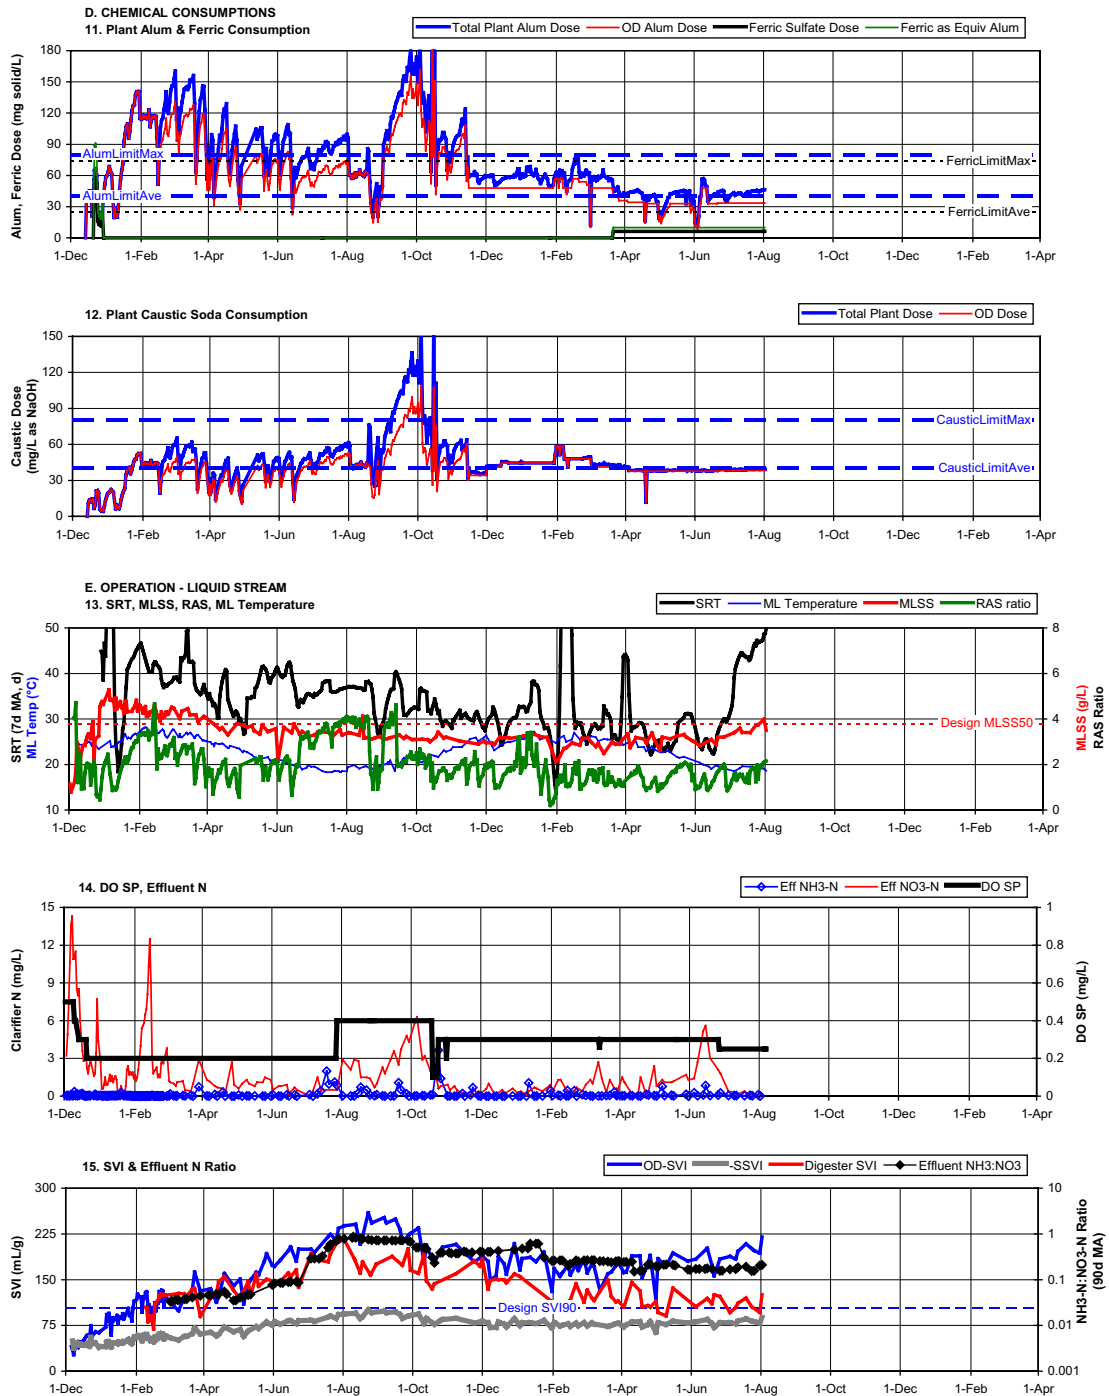 D. CHEMICAL CONSUMPTIONS
11. Plant Alum & Ferric Consumption
Total Plant Alum Dose
OD Alum Dose
Ferric Sulfate Dose
Ferric as Equiv Alum
Alum, Ferric Dose (mg solid/L)
180
150
120
90
60
30
0
AlumLimitMax
AlumLimitAve
FerricLimitMax
FerricLimitAve
1-Dec 1-Feb 1-Apr 1-Jun 1-Aug 1-Oct 1-Dec 1-Feb 1-Apr 1-Jun 1-Aug 1-Oct 1-Dec 1-Feb 1-Apr
12. Plant Caustic Soda Consumption
Total Plant Dose
OD Dose
Caustic Dose
(mg/L as NaOH)
150
120
90
60
30
0
CausticLimitMax
CausticLimitAve
1-Dec 1-Feb 1-Apr 1-Jun 1-Aug 1-Oct 1-Dec 1-Feb 1-Apr 1-Jun 1-Aug 1-Oct 1-Dec 1-Feb 1-Apr
E. OPERATION - LIQUID STREAM
13. SRT, MLSS, RAS, ML Temperature
SRT
ML Temperature
MLSS
RAS ratio
SRT (7d MA, d)
ML Temp (°C)
50
40
30
20
10
Design MLSS50
8
6
4
2
0
MLSS (g/L)
RAS Ratio
1-Dec 1-Feb 1-Apr 1-Jun 1-Aug 1-Oct 1-Dec 1-Feb 1-Apr 1-Jun 1-Aug 1-Oct 1-Dec 1-Feb 1-Apr
14. DO SP, Effluent N
Eff NH3-N
Eff NO3-N
DO SP
Clarifier N (mg/L)
15
12
9
6
3
0
1
0.8
0.6
0.4
0.2
0
DO SP (mg/L)
1-Dec 1-Feb 1-Apr 1-Jun 1-Aug 1-Oct 1-Dec 1-Feb 1-Apr 1-Jun 1-Aug 1-Oct 1-Dec 1-Feb 1-Apr
15. SVI & Effluent N Ratio
OD-SVI
-SSVI
Digester SVI
Effluent NH3:NO3
SVI (mL/g)
300
225
150
75
0
Design SVI90
10
1
0.1
0.01
0.001
NH3-N:NO3-N Ratio
(90d MA)
1-Dec 1-Feb 1-Apr 1-Jun 1-Aug 1-Oct 1-Dec 1-Feb 1-Apr 1-Jun 1-Aug 1-Oct 1-Dec 1-Feb 1-Apr